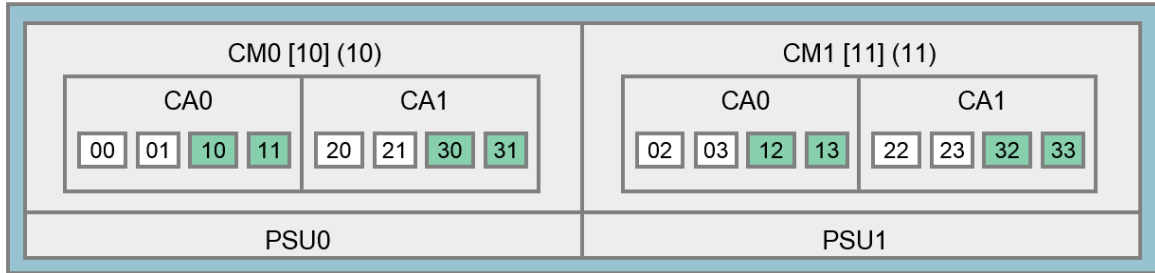 CM0 [10] (10)
CM1 [11] (11)
CA0 CA1
CA0 CA1
00 01 10 11 20 21 30 31
02 03 12 13 22 23 32 33
PSU0
PSU1